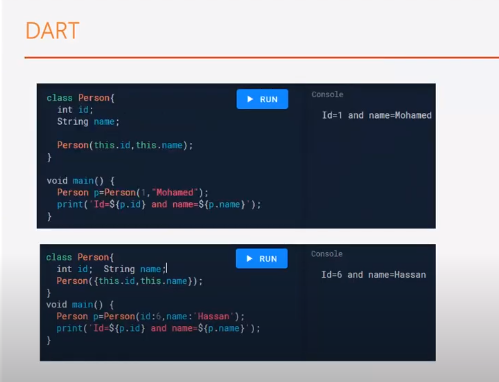 DART
class Person{
int id;
String name;
Person(this.id,this.name);
}
void main() {
Person p=Person(1,"Mohamed");
print('Id=${p.id} and name=${p.name}');
}
RUN
Console
Id=1 and name=Mohamed
class Person{
int id; String name;
Person({this.id,this.name});
}
void main() {
Person p=Person(id:6,name:'Hassan');
print('Id=${p.id} and name=${p.name}');
}
RUN
Console
Id=6 and name=Hassan